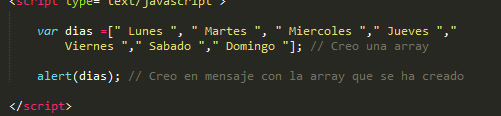 <script type="text/javascript">
var dias =[" Lunes ", " Martes ", " Miercoles "," Jueves ","
Viernes "," Sabado "," Domingo "]; // Creo una array
alert(dias); // Creo en mensaje con la array que se ha creado
</script>